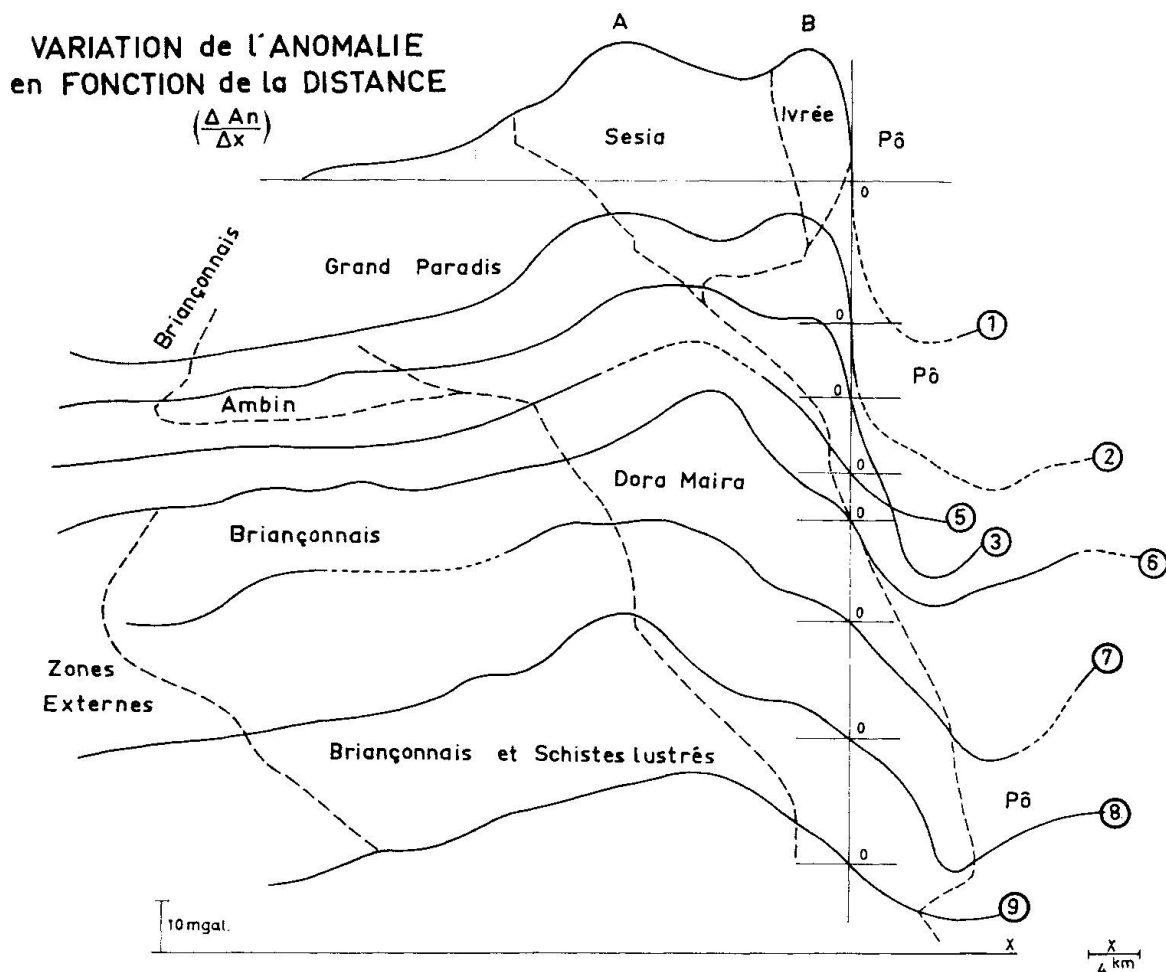 VARIATION de l'ANOMALIE
en FONCTION de la DISTANCE
(Δ An / Δx)
A
B
Ivrée
Sesia
Pô
0
Briançonnais
Grand Paradis
0
1
Pô
Ambin
0
2
Dora Maira
0
5
0
3
Briançonnais
6
0
7
Zones
Externes
0
Briançonnais et Schistes lustrés
Pô
8
0
9
10 mgal.
x
x
4 km